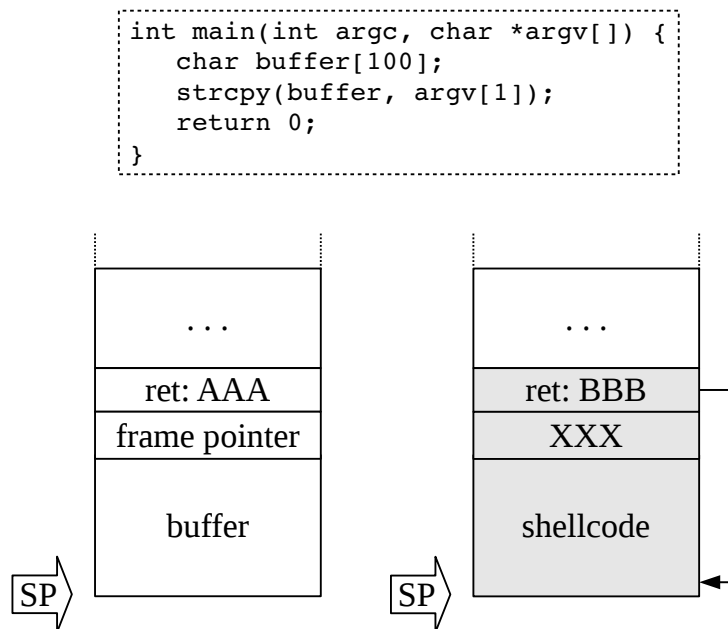 int main(int argc, char *argv[]) {
   char buffer[100];
   strcpy(buffer, argv[1]);
   return 0;
}
. . .
ret: AAA
frame pointer
buffer
SP
. . .
ret: BBB
XXX
shellcode
SP